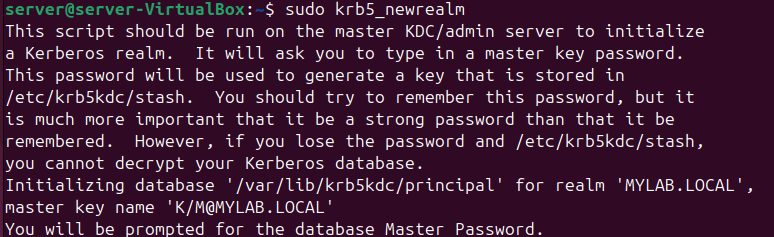 server@server-VirtualBox:~$ sudo krb5_newrealm
This script should be run on the master KDC/admin server to initialize
a Kerberos realm.  It will ask you to type in a master key password.
This password will be used to generate a key that is stored in
/etc/krb5kdc/stash.  You should try to remember this password, but it
is much more important that it be a strong password than that it be
remembered.  However, if you lose the password and /etc/krb5kdc/stash,
you cannot decrypt your Kerberos database.
Initializing database '/var/lib/krb5kdc/principal' for realm 'MYLAB.LOCAL',
master key name 'K/M@MYLAB.LOCAL'
You will be prompted for the database Master Password.